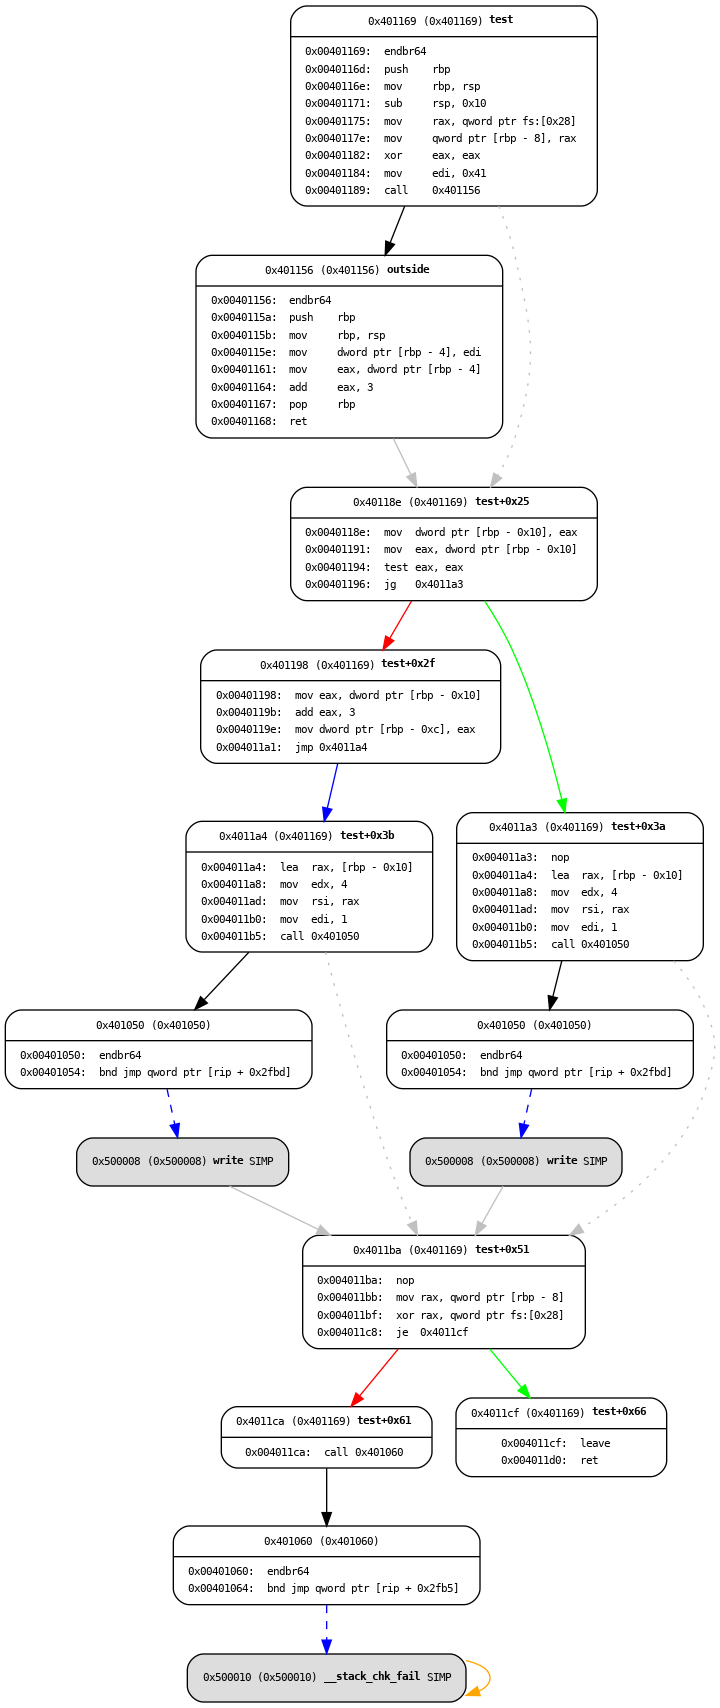 0x401169 (0x401169) test
0x00401169: endbr64
0x0040116d: push rbp
0x0040116e: mov rbp, rsp
0x00401171: sub rsp, 0x10
0x00401175: mov rax, qword ptr fs:[0x28]
0x0040117e: mov qword ptr [rbp - 8], rax
0x00401182: xor eax, eax
0x00401184: mov edi, 0x41
0x00401189: call 0x401156
0x401156 (0x401156) outside
0x00401156: endbr64
0x0040115a: push rbp
0x0040115b: mov rbp, rsp
0x0040115e: mov dword ptr [rbp - 4], edi
0x00401161: mov eax, dword ptr [rbp - 4]
0x00401164: add eax, 3
0x00401167: pop rbp
0x00401168: ret
0x40118e (0x401169) test+0x25
0x0040118e: mov dword ptr [rbp - 0x10], eax
0x00401191: mov eax, dword ptr [rbp - 0x10]
0x00401194: test eax, eax
0x00401196: jg 0x4011a3
0x401198 (0x401169) test+0x2f
0x00401198: mov eax, dword ptr [rbp - 0x10]
0x0040119b: add eax, 3
0x0040119e: mov dword ptr [rbp - 0xc], eax
0x004011a1: jmp 0x4011a4
0x4011a4 (0x401169) test+0x3b
0x004011a4: lea rax, [rbp - 0x10]
0x004011a8: mov edx, 4
0x004011ad: mov rsi, rax
0x004011b0: mov edi, 1
0x004011b5: call 0x401050
0x4011a3 (0x401169) test+0x3a
0x004011a3: nop
0x004011a4: lea rax, [rbp - 0x10]
0x004011a8: mov edx, 4
0x004011ad: mov rsi, rax
0x004011b0: mov edi, 1
0x004011b5: call 0x401050
0x401050 (0x401050)
0x00401050: endbr64
0x00401054: bnd jmp qword ptr [rip + 0x2fbd]
0x401050 (0x401050)
0x00401050: endbr64
0x00401054: bnd jmp qword ptr [rip + 0x2fbd]
0x500008 (0x500008) write SIMP
0x500008 (0x500008) write SIMP
0x4011ba (0x401169) test+0x51
0x004011ba: nop
0x004011bb: mov rax, qword ptr [rbp - 8]
0x004011bf: xor rax, qword ptr fs:[0x28]
0x004011c8: je 0x4011cf
0x4011ca (0x401169) test+0x61
0x004011ca: call 0x401060
0x4011cf (0x401169) test+0x66
0x004011cf: leave
0x004011d0: ret
0x401060 (0x401060)
0x00401060: endbr64
0x00401064: bnd jmp qword ptr [rip + 0x2fb5]
0x500010 (0x500010) __stack_chk_fail SIMP